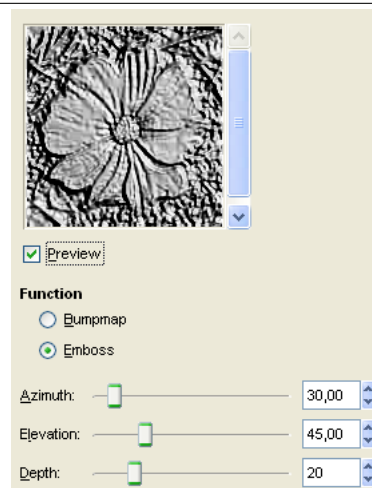 Preview
Function
Bumpmap
Emboss
Azimuth: 30,00
Elevation: 45,00
Depth: 20